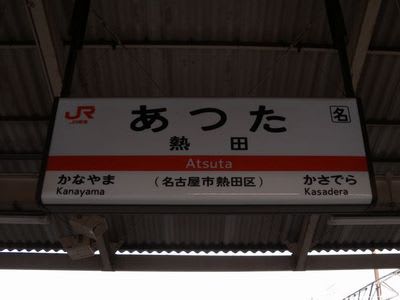 JR
JR東海
あつた
名
熱田
Atsuta
かなやま
Kanayama
(名古屋市熱田区)
かさでら
Kasadera